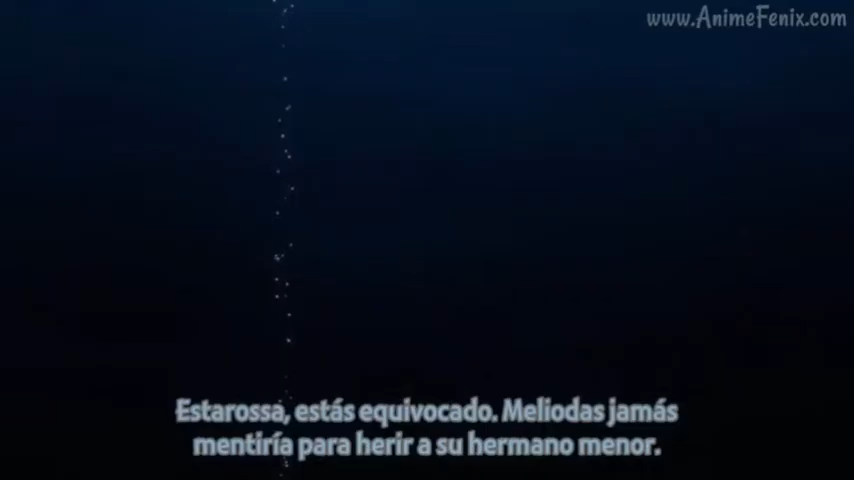 www.AnimeFenix.com
Estarossa, estás equivocado. Meliodas jamás
mentiría para herir a su hermano menor.